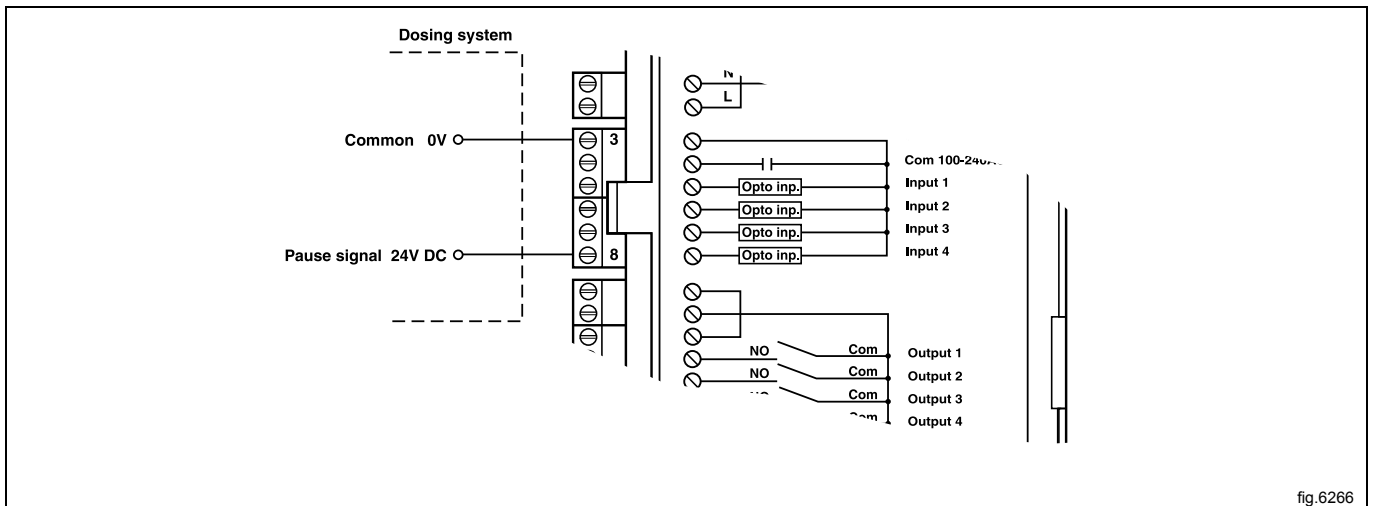 Dosing system
N
L
Common 0V
3
Com
Opto inp.
Input 1
Opto inp.
Input 2
Opto inp.
Input 3
Pause signal 24V DC
8
Opto inp.
Input 4
NO
Com
Output 1
NO
Com
Output 2
NO
Com
Output 3
Com
Output 4
fig.6266